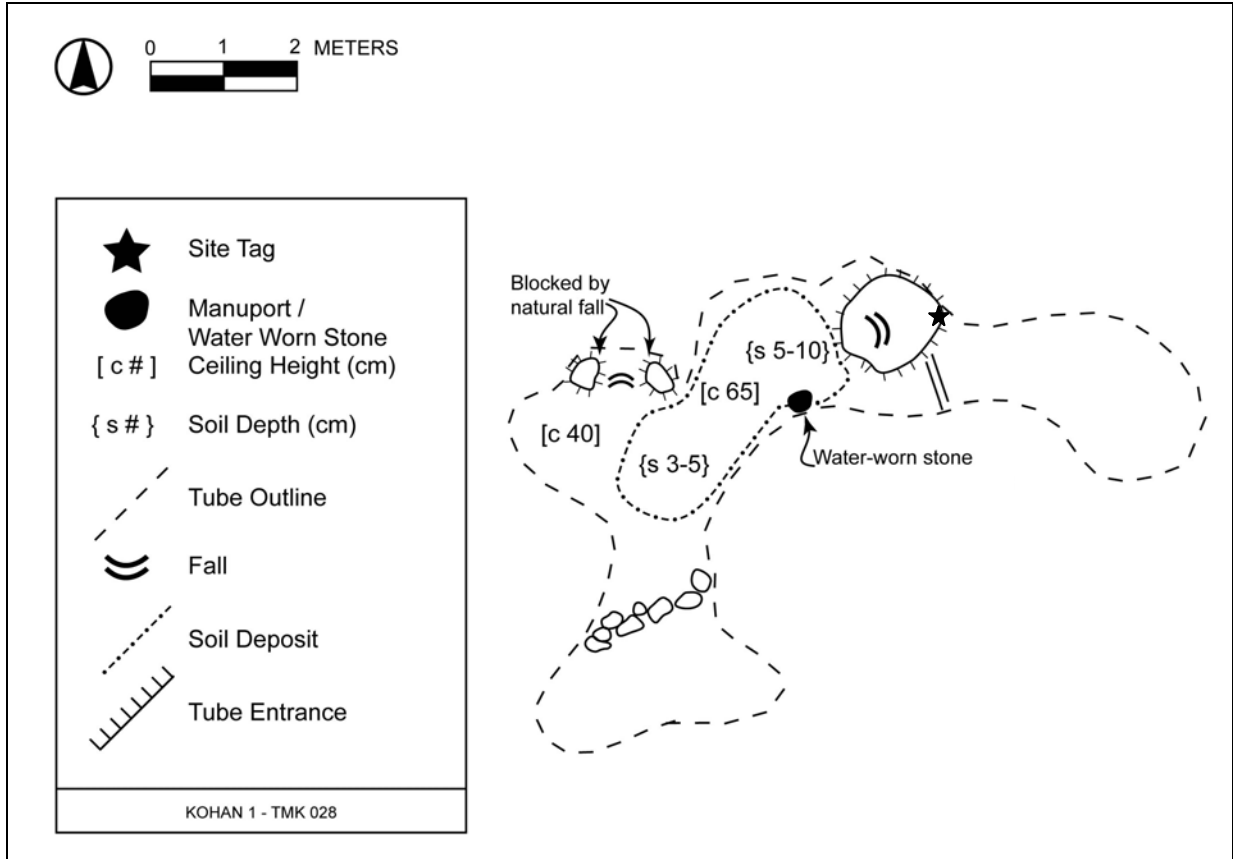 0 1 2 METERS
Site Tag
Manuport /
Water Worn Stone
[ c # ] Ceiling Height (cm)
{ s # } Soil Depth (cm)
Tube Outline
Fall
Soil Deposit
Tube Entrance
KOHAN 1 - TMK 028
Blocked by
natural fall
{s 5-10}
[c 65]
[c 40]
{s 3-5}
Water-worn stone